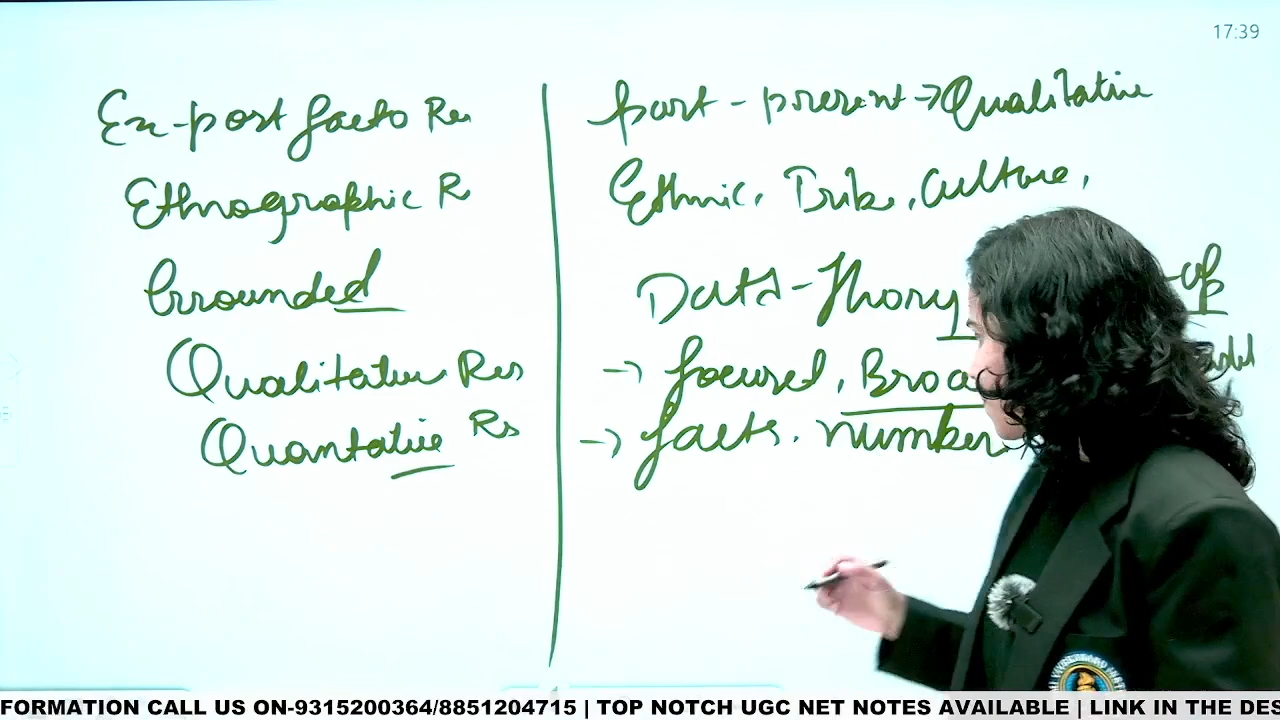 17:39
Ex-post facto Res
past - present → Qualitative
Ethnographic R
Ethnic, Tribe, Culture,
Grounded
Data - Thory -up
Qualitative Res
→ focused, Broa
Quantative Rs
→ facts, number
FORMATION CALL US ON-9315200364/8851204715 | TOP NOTCH UGC NET NOTES AVAILABLE | LINK IN THE DES